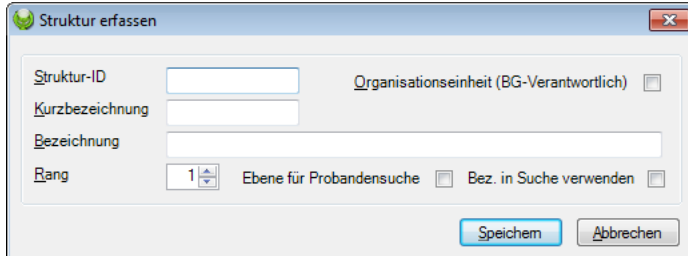 Struktur erfassen
Struktur-ID Organisationseinheit (BG-Verantwortlich)
Kurzbezeichnung
Bezeichnung
Rang 1 Ebene für Probandensuche Bez. in Suche verwenden
Speichern Abbrechen